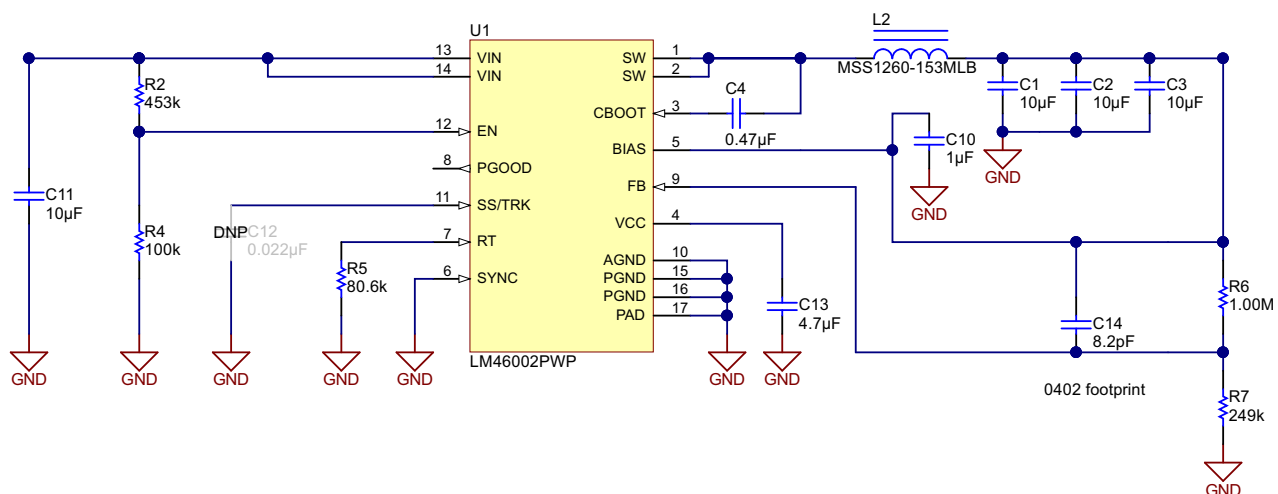 U1
L2
13
VIN
SW
1
14
VIN
SW
2
MSS1260-153MLB
R2
453k
C4
0.47µF
CBOOT
3
C1
10µF
C2
10µF
C3
10µF
12
EN
BIAS
5
C10
1µF
GND
GND
8
PGOOD
FB
9
C11
10µF
11
SS/TRK
VCC
4
R4
100k
DNP
C12
0.022µF
7
RT
AGND
10
R5
80.6k
6
SYNC
PGND
15
PGND
16
PAD
17
C13
4.7µF
R6
1.00M
C14
8.2pF
LM46002PWP
GND
GND
GND
GND
GND
GND
GND
0402 footprint
R7
249k
GND